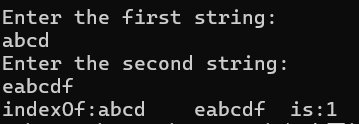 Enter the first string:
abcd
Enter the second string:
eabcdf
indexOf:abcd    eabcdf  is:1